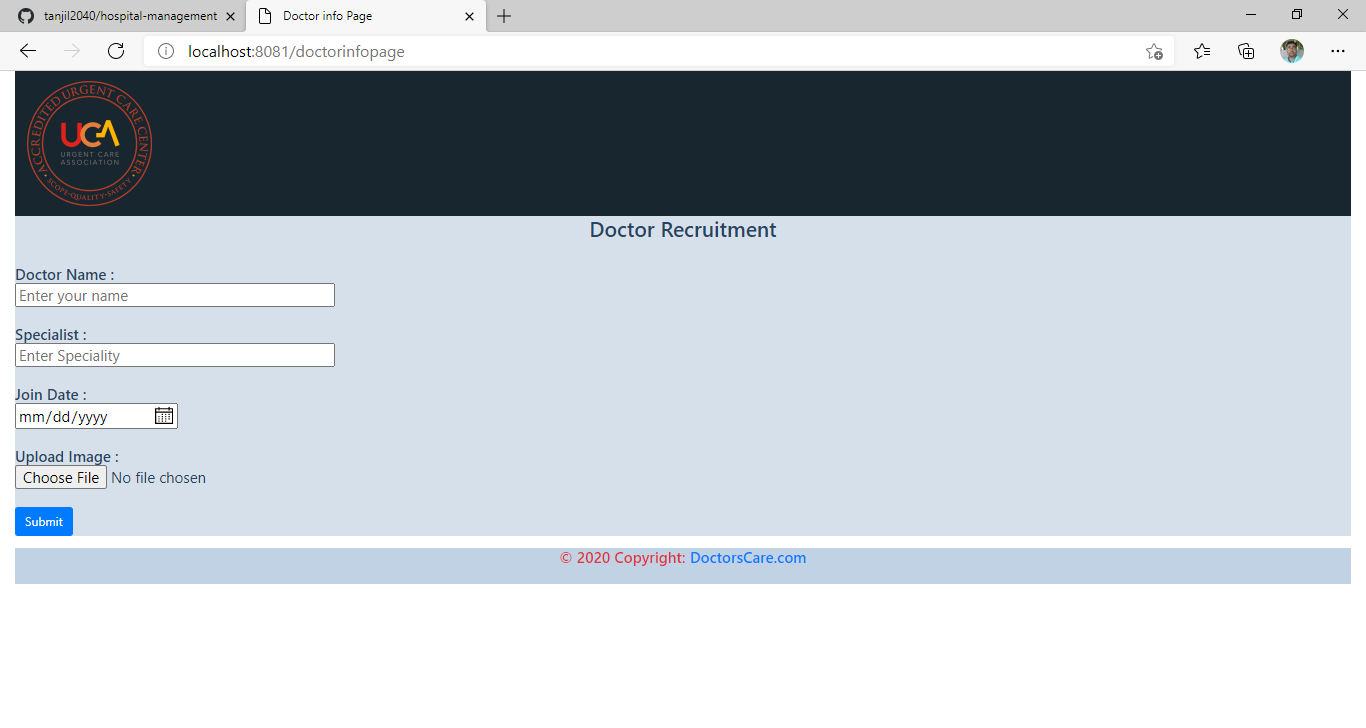 tanjil2040/hospital-management
Doctor info Page
localhost:8081/doctorinfopage
ACCREDITED URGENT CARE CENTER
UCA
URGENT CARE
ASSOCIATION
SCOPE·QUALITY·SAFETY
Doctor Recruitment
Doctor Name :
Enter your name
Specialist :
Enter Speciality
Join Date :
mm/dd/yyyy
Upload Image :
Choose File No file chosen
Submit
© 2020 Copyright: DoctorsCare.com